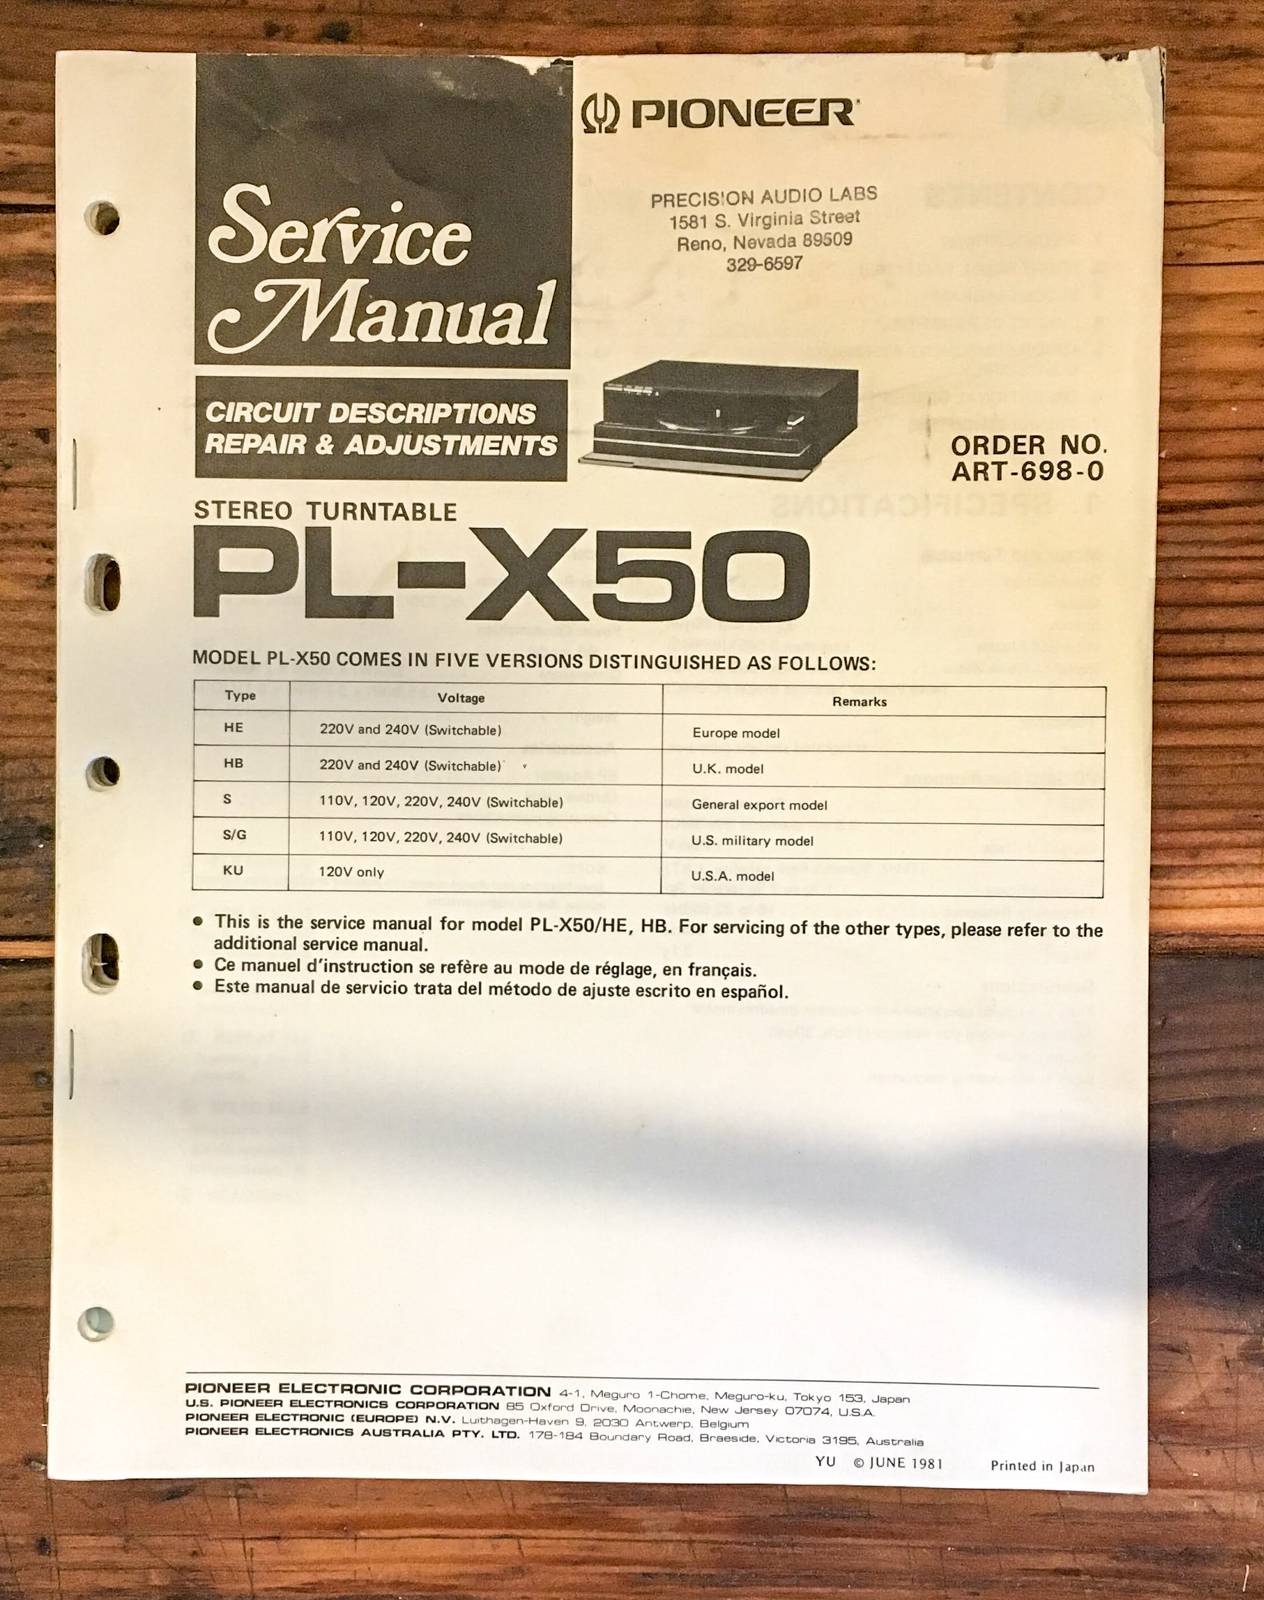 PIONEER
PRECISION AUDIO LABS
1581 S. Virginia Street
Reno, Nevada 89509
329-6597
Service
Manual
CIRCUIT DESCRIPTIONS
REPAIR & ADJUSTMENTS
ORDER NO.
ART-698-0
STEREO TURNTABLE
PL-X50
MODEL PL-X50 COMES IN FIVE VERSIONS DISTINGUISHED AS FOLLOWS:
Type Voltage Remarks
HE 220V and 240V (Switchable) Europe model
HB 220V and 240V (Switchable) U.K. model
S 110V, 120V, 220V, 240V (Switchable) General export model
S/G 110V, 120V, 220V, 240V (Switchable) U.S. military model
KU 120V only U.S.A. model
● This is the service manual for model PL-X50/HE, HB. For servicing of the other types, please refer to the
additional service manual.
● Ce manuel d'instruction se refère au mode de réglage, en français.
● Este manual de servicio trata del método de ajuste escrito en español.
PIONEER ELECTRONIC CORPORATION 4-1, Meguro 1-Chome, Meguro-ku, Tokyo 153, Japan
U.S. PIONEER ELECTRONICS CORPORATION 85 Oxford Drive, Moonachie, New Jersey 07074, U.S.A.
PIONEER ELECTRONIC (EUROPE) N.V. Luithagen-Haven 9, 2030 Antwerp, Belgium
PIONEER ELECTRONICS AUSTRALIA PTY. LTD. 178-184 Boundary Road, Braeside, Victoria 3195, Australia
YU © JUNE 1981 Printed in Japan